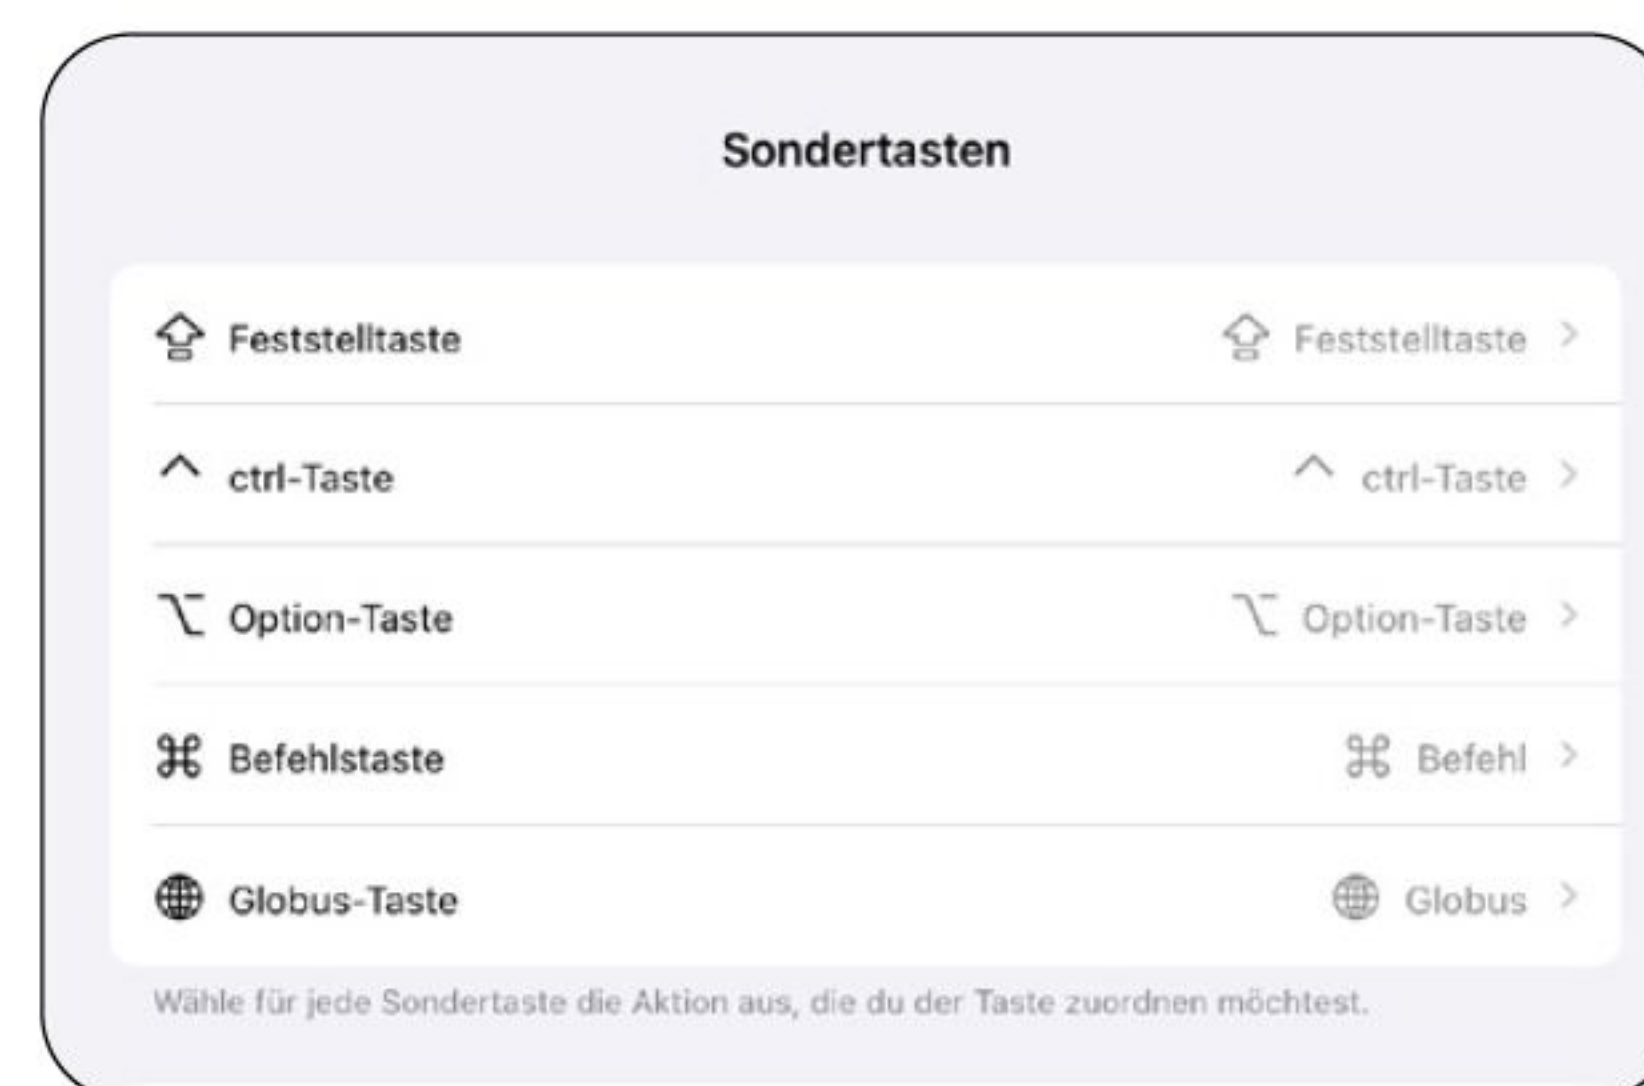 Sondertasten
Feststelltaste Feststelltaste
ctrl-Taste ctrl-Taste
Option-Taste Option-Taste
Befehlstaste Befehl
Globus-Taste Globus
Wähle für jede Sondertaste die Aktion aus, die du der Taste zuordnen möchtest.